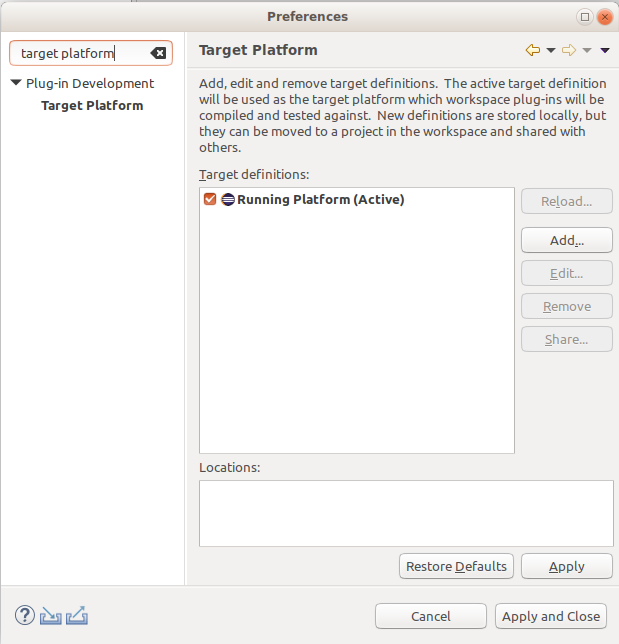 Preferences
target platform
Plug-in Development
Target Platform
Target Platform
Add, edit and remove target definitions.  The active target definition
will be used as the target platform which workspace plug-ins will be
compiled and tested against.  New definitions are stored locally, but
they can be moved to a project in the workspace and shared with
others.
Target definitions:
Running Platform (Active)
Reload...
Add...
Edit...
Remove
Share...
Locations:
Restore Defaults
Apply
?
Cancel
Apply and Close